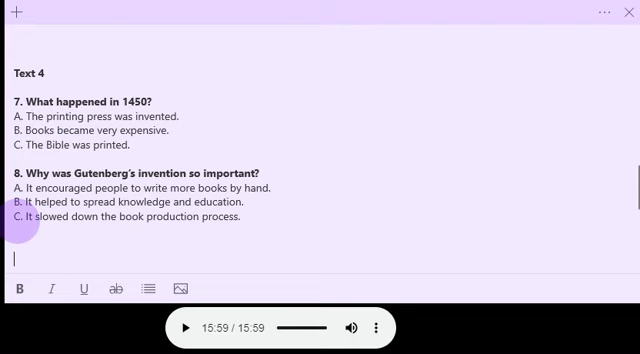 Text 4
7. What happened in 1450?
A. The printing press was invented.
B. Books became very expensive.
C. The Bible was printed.
8. Why was Gutenberg's invention so important?
A. It encouraged people to write more books by hand.
B. It helped to spread knowledge and education.
C. It slowed down the book production process.
B I U ab
15:59 / 15:59